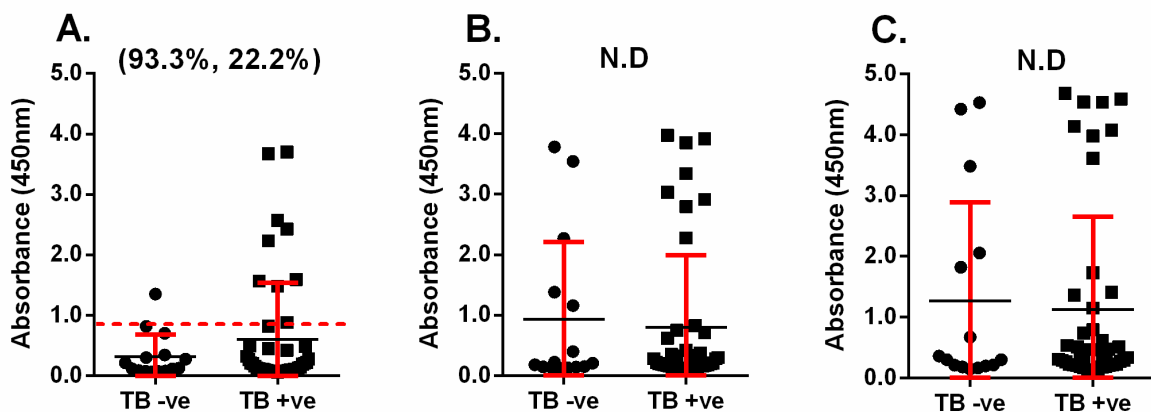 A.
(93.3%, 22.2%)
Absorbance (450nm)
5.0
4.0
3.0
2.0
1.0
0.0
TB -ve
TB +ve
B.
N.D
Absorbance (450nm)
5.0
4.0
3.0
2.0
1.0
0.0
TB -ve
TB +ve
C.
N.D
Absorbance (450nm)
5.0
4.0
3.0
2.0
1.0
0.0
TB -ve
TB +ve